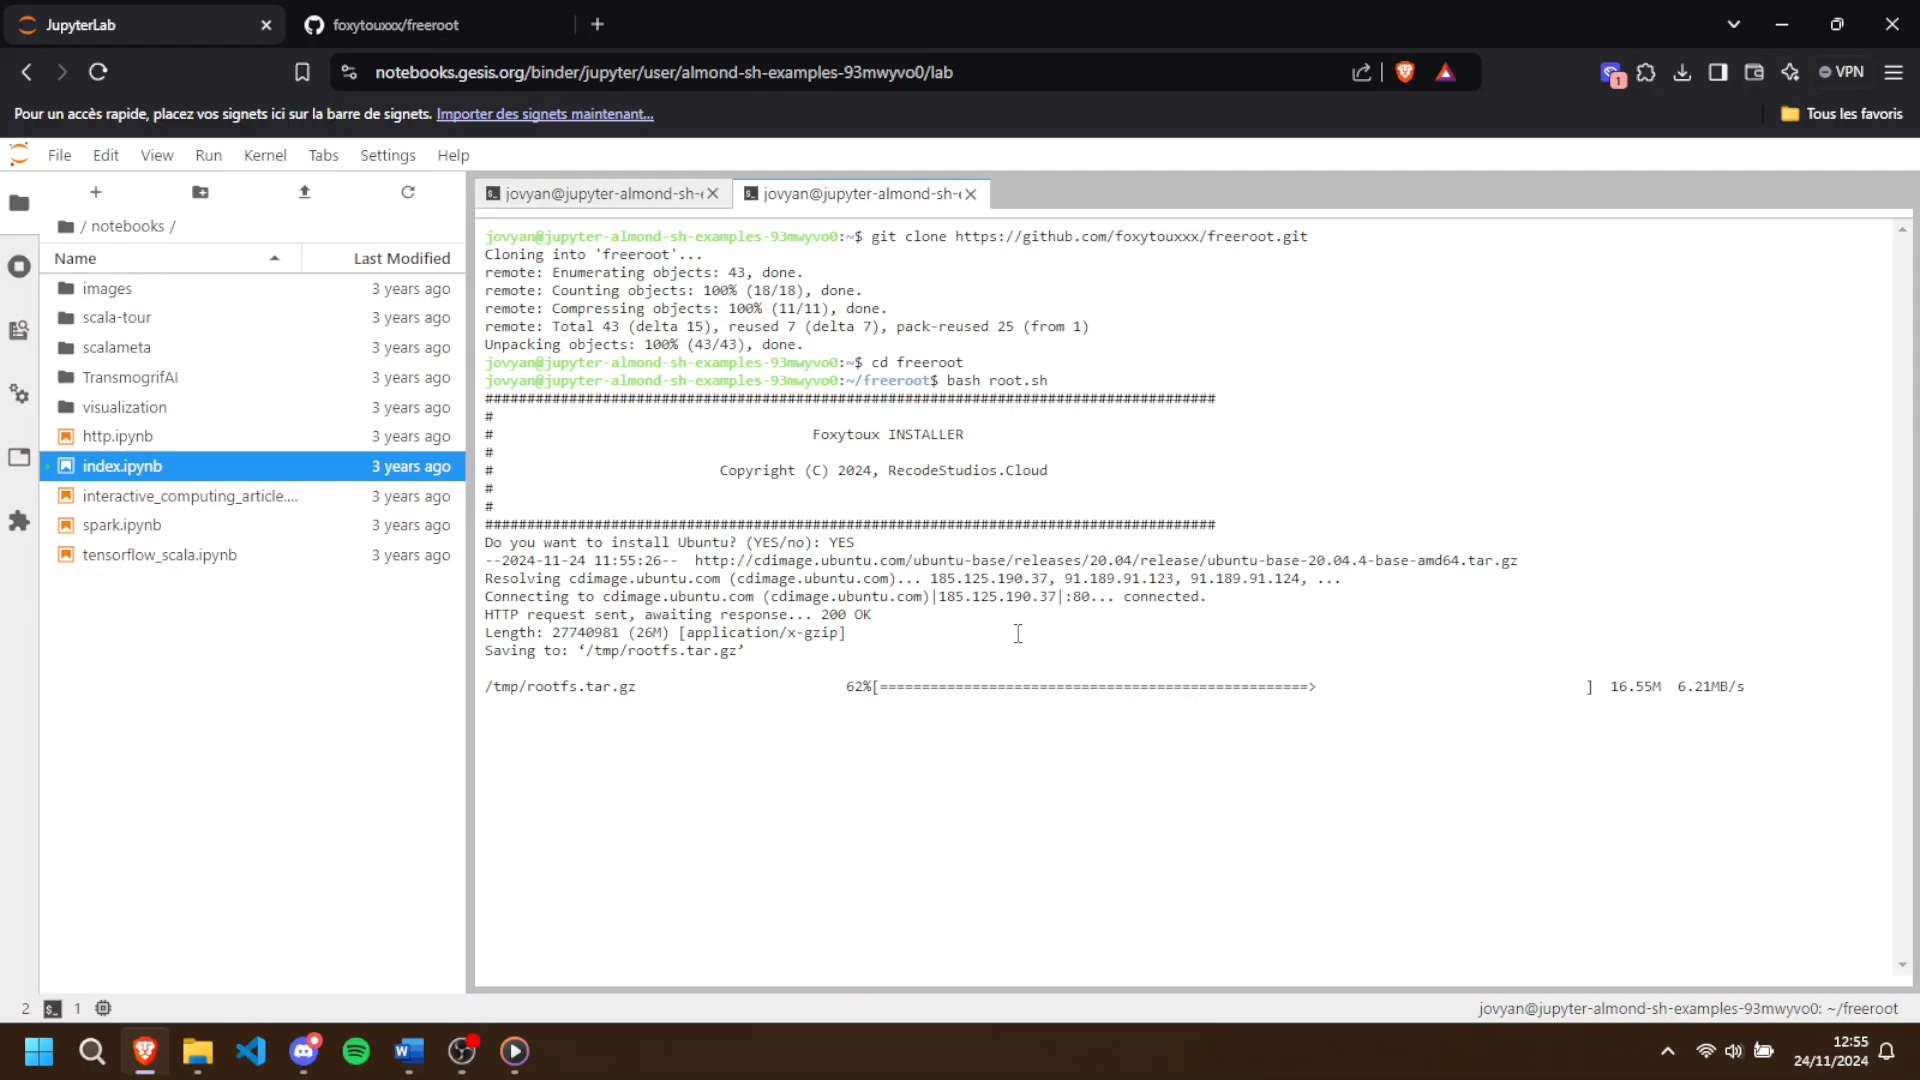 JupyterLab
foxytouxxx/freeroot
notebooks.gesis.org/binder/jupyter/user/almond-sh-examples-93mwyvo0/lab
1
VPN
Pour un accès rapide, placez vos signets ici sur la barre de signets. Importer des signets maintenant...
Tous les favoris
File Edit View Run Kernel Tabs Settings Help
/ notebooks /
Name Last Modified
images 3 years ago
scala-tour 3 years ago
scalameta 3 years ago
TransmogrifAI 3 years ago
visualization 3 years ago
http.ipynb 3 years ago
index.ipynb 3 years ago
interactive_computing_article.... 3 years ago
spark.ipynb 3 years ago
tensorflow_scala.ipynb 3 years ago
jovyan@jupyter-almond-sh-e
jovyan@jupyter-almond-sh-e
jovyan@jupyter-almond-sh-examples-93mwyvo0:~$ git clone https://github.com/foxytouxxx/freeroot.git
Cloning into 'freeroot'...
remote: Enumerating objects: 43, done.
remote: Counting objects: 100% (18/18), done.
remote: Compressing objects: 100% (11/11), done.
remote: Total 43 (delta 15), reused 7 (delta 7), pack-reused 25 (from 1)
Unpacking objects: 100% (43/43), done.
jovyan@jupyter-almond-sh-examples-93mwyvo0:~$ cd freeroot
jovyan@jupyter-almond-sh-examples-93mwyvo0:~/freeroot$ bash root.sh
#######################################################################################
#
# Foxytoux INSTALLER
#
# Copyright (C) 2024, RecodeStudios.Cloud
#
#
#######################################################################################
Do you want to install Ubuntu? (YES/no): YES
--2024-11-24 11:55:26-- http://cdimage.ubuntu.com/ubuntu-base/releases/20.04/release/ubuntu-base-20.04.4-base-amd64.tar.gz
Resolving cdimage.ubuntu.com (cdimage.ubuntu.com)... 185.125.190.37, 91.189.91.123, 91.189.91.124, ...
Connecting to cdimage.ubuntu.com (cdimage.ubuntu.com)|185.125.190.37|:80... connected.
HTTP request sent, awaiting response... 200 OK
Length: 27740981 (26M) [application/x-gzip]
Saving to: ‘/tmp/rootfs.tar.gz’
/tmp/rootfs.tar.gz 62%[===================================================> ] 16.55M 6.21MB/s
2 1
jovyan@jupyter-almond-sh-examples-93mwyvo0: ~/freeroot
12:55
24/11/2024